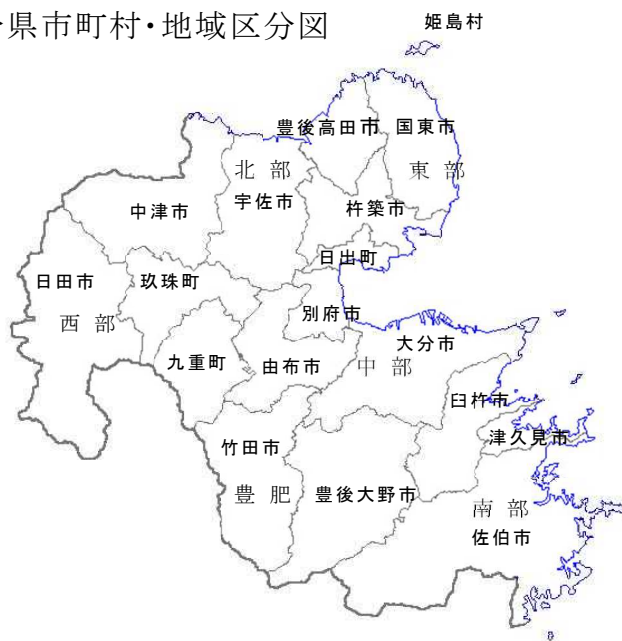 県市町村・地域区分図
姫島村
豊後高田市
国東市
北部
東部
中津市
宇佐市
杵築市
日出町
日田市
玖珠町
別府市
西部
大分市
九重町
由布市
中部
臼杵市
竹田市
津久見市
豊肥
豊後大野市
南部
佐伯市